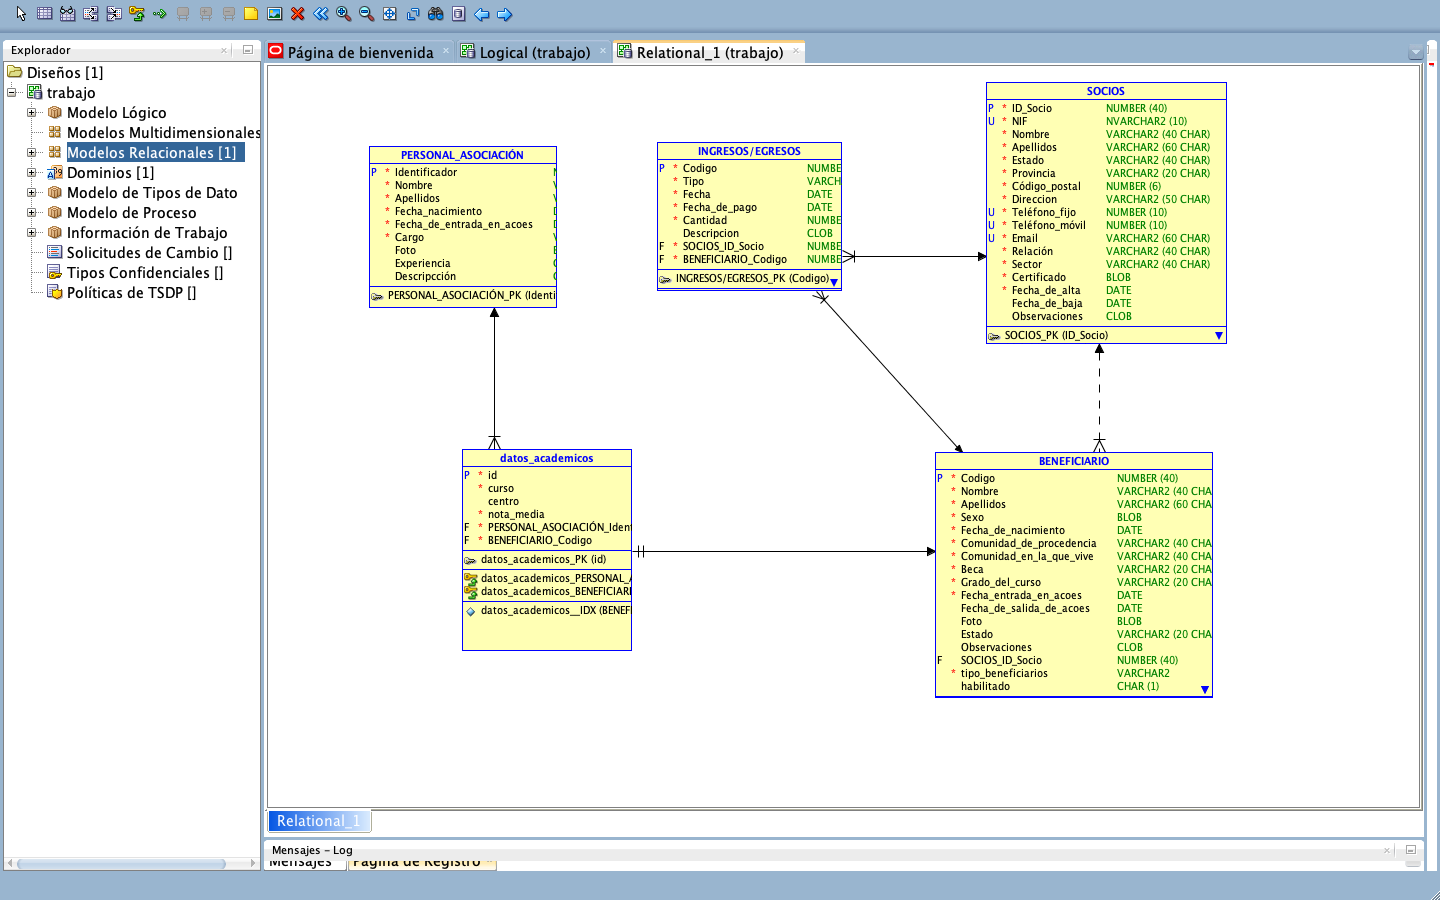 Explorador
Diseños [1]
trabajo
Modelo Lógico
Modelos Multidimensionales
Modelos Relacionales [1]
Dominios [1]
Modelo de Tipos de Dato
Modelo de Proceso
Información de Trabajo
Solicitudes de Cambio []
Tipos Confidenciales []
Políticas de TSDP []
Página de bienvenida
Logical (trabajo)
Relational_1 (trabajo)
PERSONAL_ASOCIACIÓN
P * Identificador
* Nombre
* Apellidos
* Fecha_nacimiento
* Fecha_de_entrada_en_acoes
* Cargo
Foto
Experiencia
Descripcción
PERSONAL_ASOCIACIÓN_PK (Identi
INGRESOS/EGRESOS
P * Codigo NUMBE
* Tipo VARCH
* Fecha DATE
* Fecha_de_pago DATE
* Cantidad NUMBE
Descripcion CLOB
F * SOCIOS_ID_Socio NUMBE
F * BENEFICIARIO_Codigo NUMBE
INGRESOS/EGRESOS_PK (Codigo)
SOCIOS
P * ID_Socio NUMBER (40)
U * NIF NVARCHAR2 (10)
* Nombre VARCHAR2 (40 CHAR)
* Apellidos VARCHAR2 (60 CHAR)
* Estado VARCHAR2 (40 CHAR)
* Provincia VARCHAR2 (20 CHAR)
* Código_postal NUMBER (6)
* Direccion VARCHAR2 (50 CHAR)
U * Teléfono_fijo NUMBER (10)
U * Teléfono_móvil NUMBER (10)
U * Email VARCHAR2 (60 CHAR)
* Relación VARCHAR2 (40 CHAR)
* Sector VARCHAR2 (40 CHAR)
* Certificado BLOB
* Fecha_de_alta DATE
Fecha_de_baja DATE
Observaciones CLOB
SOCIOS_PK (ID_Socio)
datos_academicos
P * id
* curso
centro
* nota_media
F * PERSONAL_ASOCIACIÓN_Ident
F * BENEFICIARIO_Codigo
datos_academicos_PK (id)
datos_academicos_PERSONAL_A
datos_academicos_BENEFICIARI
datos_academicos__IDX (BENEF
BENEFICIARIO
P * Codigo NUMBER (40)
* Nombre VARCHAR2 (40 CHA
* Apellidos VARCHAR2 (60 CHA
* Sexo BLOB
* Fecha_de_nacimiento DATE
* Comunidad_de_procedencia VARCHAR2 (40 CHA
* Comunidad_en_la_que_vive VARCHAR2 (40 CHA
* Beca VARCHAR2 (20 CHA
* Grado_del_curso VARCHAR2 (20 CHA
* Fecha_entrada_en_acoes DATE
Fecha_de_salida_de_acoes DATE
Foto BLOB
Estado VARCHAR2 (20 CHA
Observaciones CLOB
F SOCIOS_ID_Socio NUMBER (40)
* tipo_beneficiarios VARCHAR2
habilitado CHAR (1)
Relational_1
Mensajes - Log
Mensajes
Página de Registro